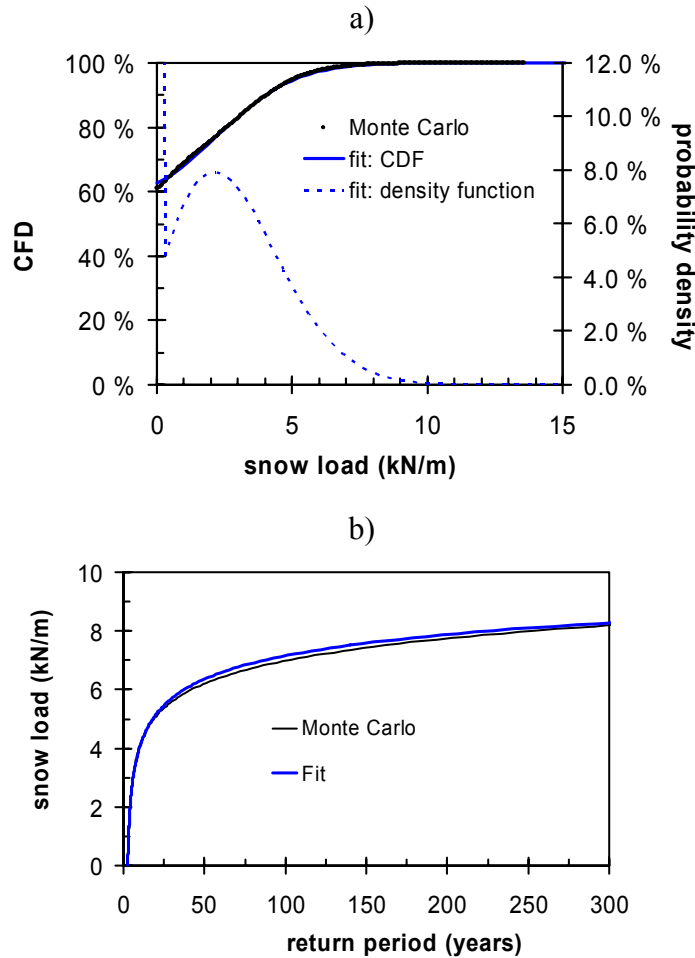 a)
100 %
80 %
60 %
40 %
20 %
0 %
CFD
12.0 %
10.0 %
8.0 %
6.0 %
4.0 %
2.0 %
0.0 %
probability density
Monte Carlo
fit: CDF
fit: density function
0 5 10 15
snow load (kN/m)
b)
10
8
6
4
2
0
snow load (kN/m)
Monte Carlo
Fit
0 50 100 150 200 250 300
return period (years)